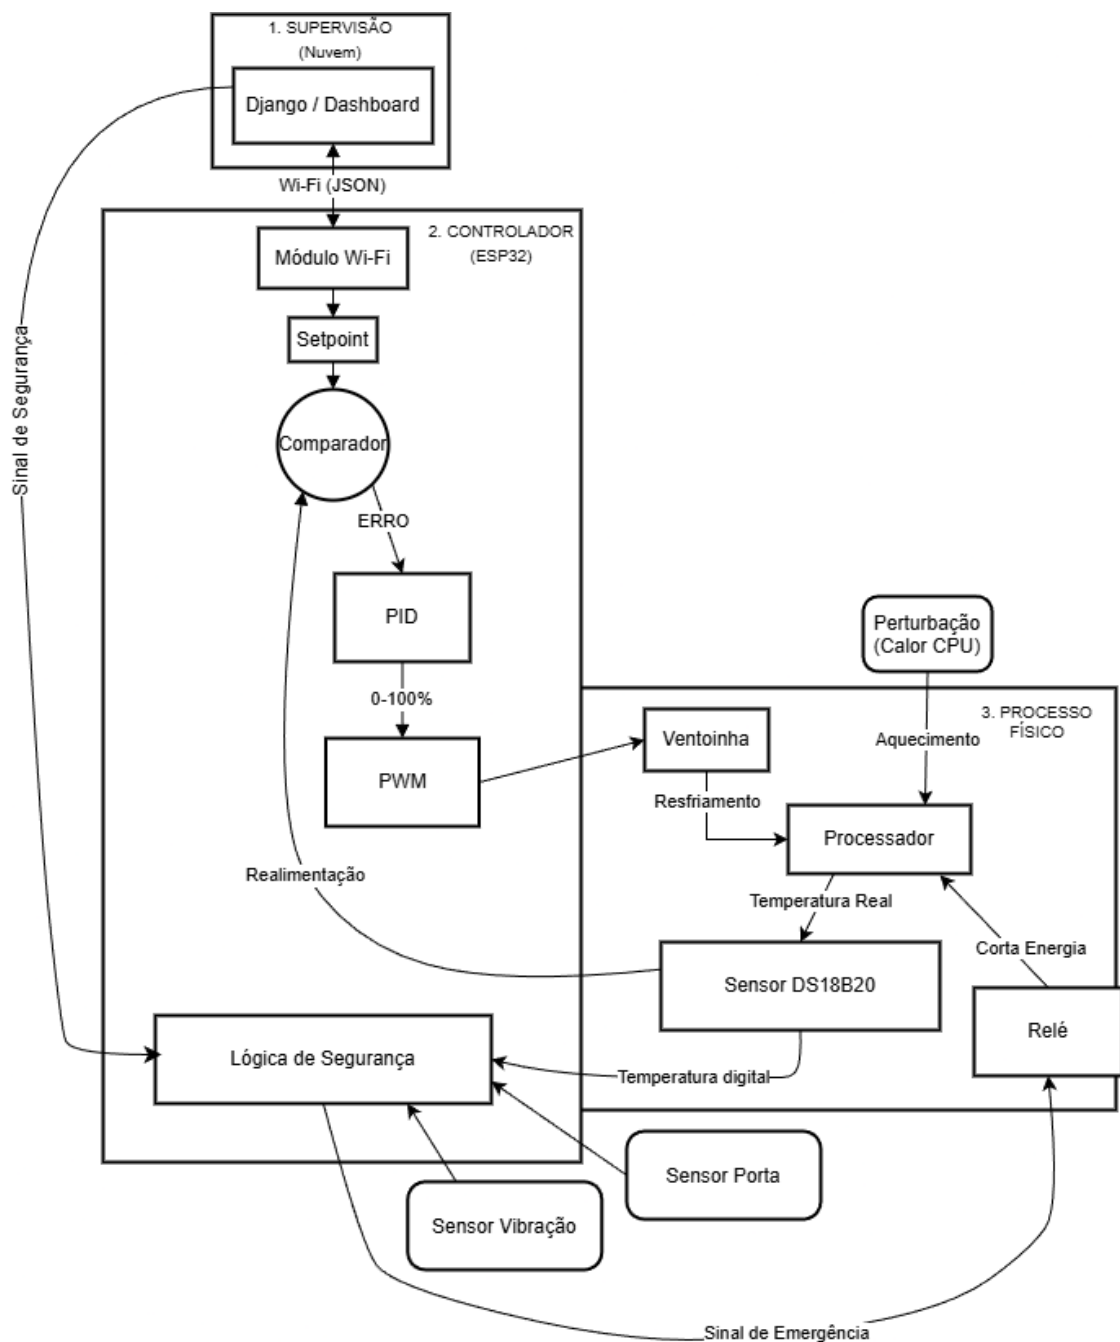 1. SUPERVISÃO
(Nuvem)
Django / Dashboard
Wi-Fi (JSON)
2. CONTROLADOR
(ESP32)
Módulo Wi-Fi
Setpoint
Sinal de Segurança
Comparador
ERRO
PID
0-100%
PWM
Perturbação
(Calor CPU)
3. PROCESSO
FÍSICO
Ventoinha
Aquecimento
Resfriamento
Processador
Realimentação
Temperatura Real
Corta Energia
Sensor DS18B20
Relé
Lógica de Segurança
Temperatura digital
Sensor Porta
Sensor Vibração
Sinal de Emergência